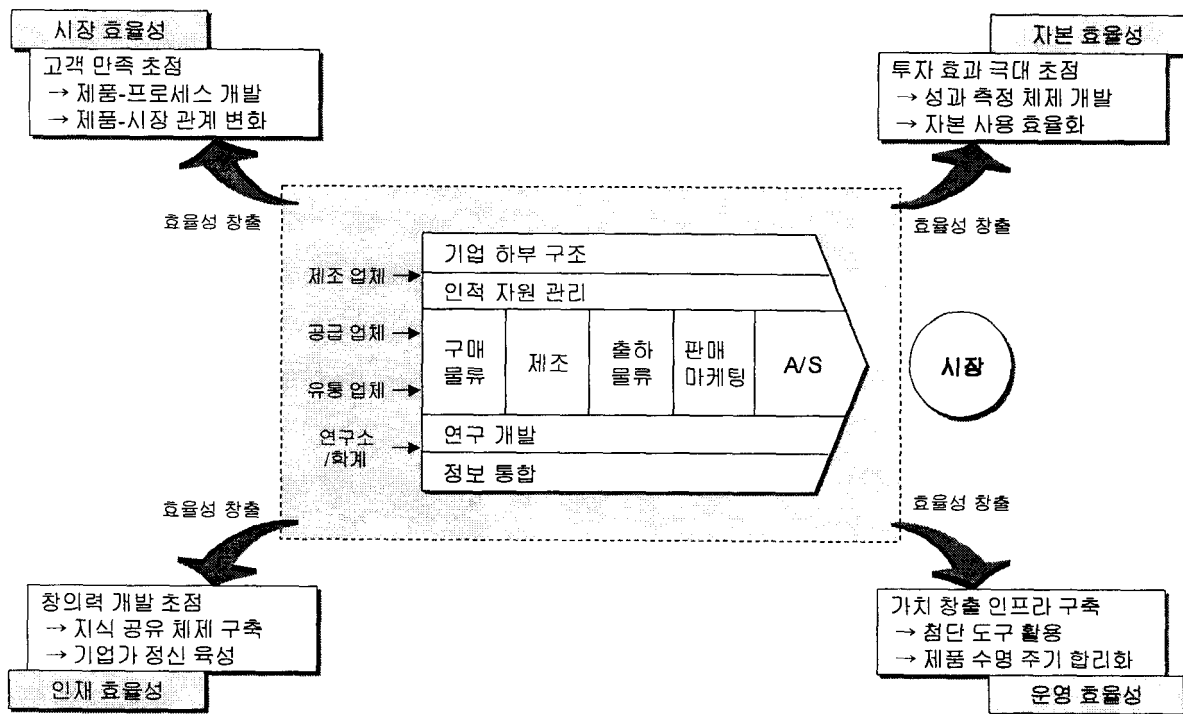 시장 효율성
고객 만족 초점
→ 제품-프로세스 개발
→ 제품-시장 관계 변화
자본 효율성
투자 효과 극대 초점
→ 성과 측정 체제 개발
→ 자본 사용 효율화
효율성 창출
효율성 창출
제조 업체
공급 업체
유통 업체
연구소
/학계
기업 하부 구조
인적 자원 관리
구매
물류
제조
출하
물류
판매
마케팅
A/S
연구 개발
정보 통합
시장
효율성 창출
효율성 창출
창의력 개발 초점
→ 지식 공유 체제 구축
→ 기업가 정신 육성
인재 효율성
가치 창출 인프라 구축
→ 첨단 도구 활용
→ 제품 수명 주기 합리화
운영 효율성